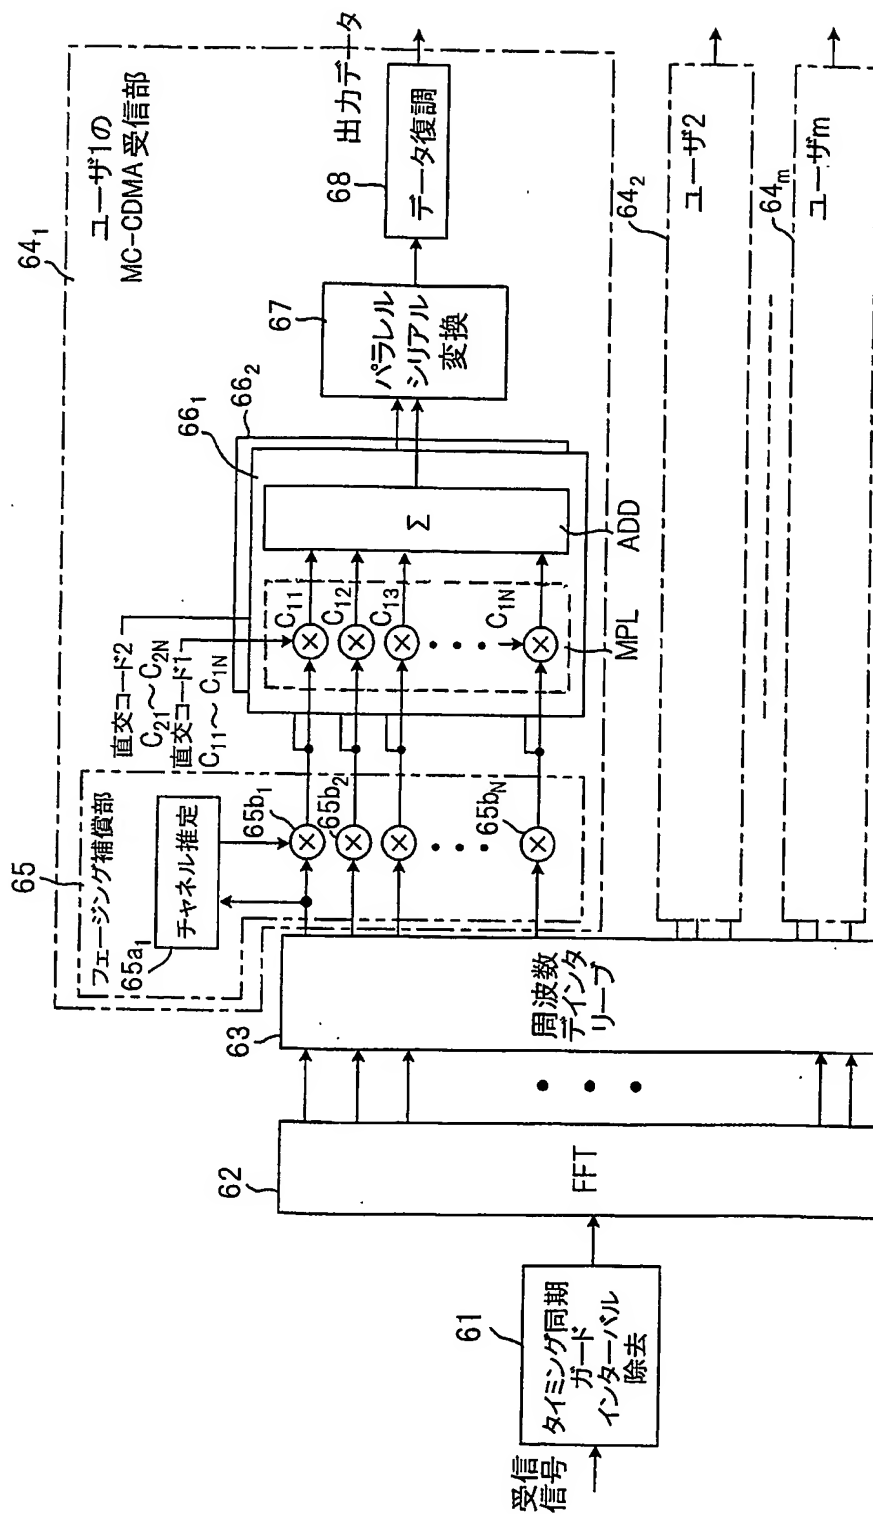 受信
信号
61
タイミング同期
ガード
インターバル
除去
62
FFT
63
周波数
デインタ
リーブ
65
フェージング補償部
65a₁
チャネル推定
65b₁
65b₂
65bN
直交コード2
C₂₁～C₂N
直交コード1
C₁₁～C₁N
66₁
66₂
C₁₁
C₁₂
C₁₃
C₁N
MPL
Σ
ADD
67
パラレル
シリアル
変換
68
データ復調
出力データ
64₁
ユーザ1の
MC-CDMA受信部
64₂
ユーザ2
64m
ユーザm